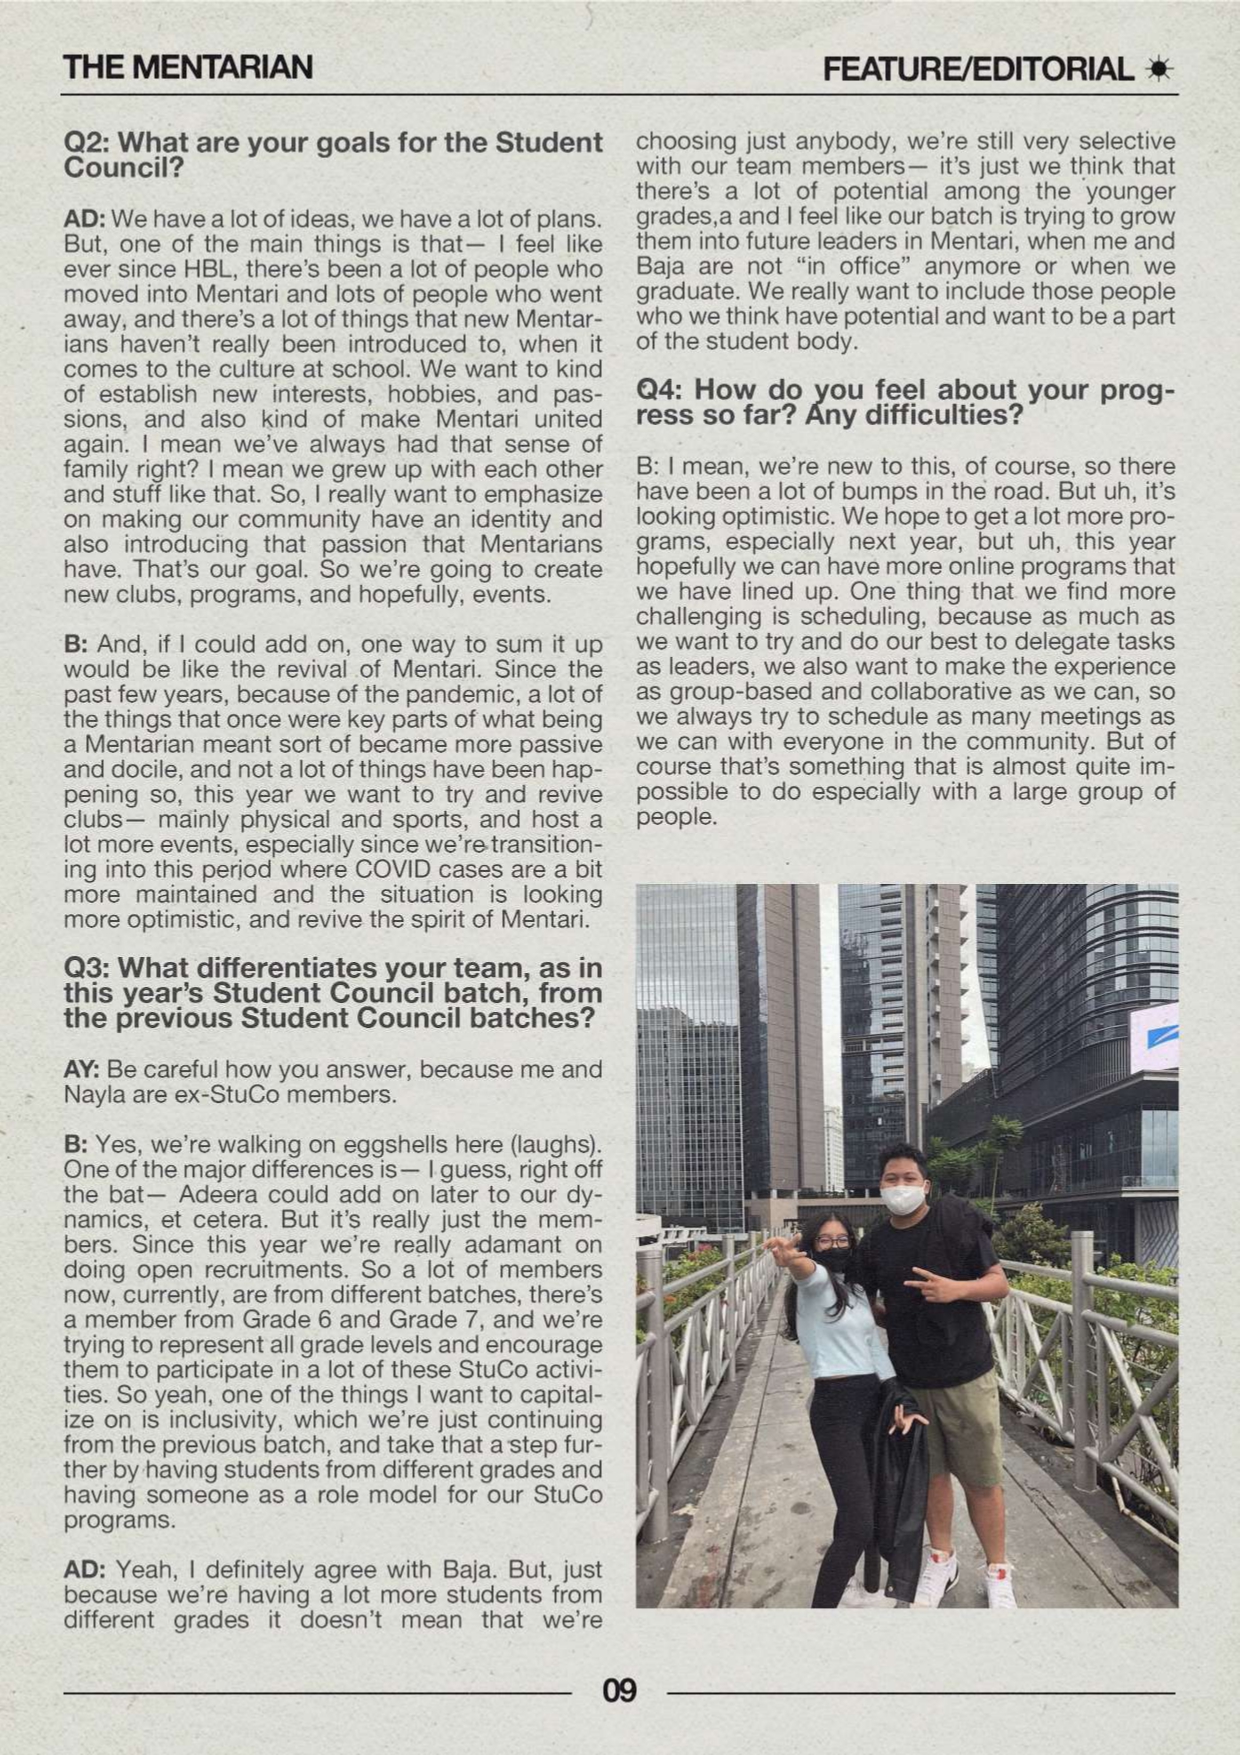 THE MENTARIAN
FEATURE/EDITORIAL
Q2: What are your goals for the Student
Council?
AD: We have a lot of ideas, we have a lot of plans.
But, one of the main things is that— I feel like
ever since HBL, there's been a lot of people who
moved into Mentari and lots of people who went
away, and there's a lot of things that new Mentar-
ians haven't really been introduced to, when it
comes to the culture at school. We want to kind
of establish new interests, hobbies, and pas-
sions, and also kind of make Mentari united
again. I mean we've always had that sense of
family right? I mean we grew up with each other
and stuff like that. So, I really want to emphasize
on making our community have an identity and
also introducing that passion that Mentarians
have. That's our goal. So we're going to create
new clubs, programs, and hopefully, events.
B: And, if I could add on, one way to sum it up
would be like the revival of Mentari. Since the
past few years, because of the pandemic, a lot of
the things that once were key parts of what being
a Mentarian meant sort of became more passive
and docile, and not a lot of things have been hap-
pening so, this year we want to try and revive
clubs— mainly physical and sports, and host a
lot more events, especially since we're transition-
ing into this period where COVID cases are a bit
more maintained and the situation is looking
more optimistic, and revive the spirit of Mentari.
Q3: What differentiates your team, as in
this year's Student Council batch, from
the previous Student Council batches?
AY: Be careful how you answer, because me and
Nayla are ex-StuCo members.
B: Yes, we're walking on eggshells here (laughs).
One of the major differences is— I guess, right off
the bat— Adeera could add on later to our dy-
namics, et cetera. But it's really just the mem-
bers. Since this year we're really adamant on
doing open recruitments. So a lot of members
now, currently, are from different batches, there's
a member from Grade 6 and Grade 7, and we're
trying to represent all grade levels and encourage
them to participate in a lot of these StuCo activi-
ties. So yeah, one of the things I want to capital-
ize on is inclusivity, which we're just continuing
from the previous batch, and take that a step fur-
ther by having students from different grades and
having someone as a role model for our StuCo
programs.
AD: Yeah, I definitely agree with Baja. But, just
because we're having a lot more students from
different grades it doesn't mean that we're
choosing just anybody, we're still very selective
with our team members— it's just we think that
there's a lot of potential among the younger
grades,a and I feel like our batch is trying to grow
them into future leaders in Mentari, when me and
Baja are not “in office” anymore or when we
graduate. We really want to include those people
who we think have potential and want to be a part
of the student body.
Q4: How do you feel about your prog-
ress so far? Any difficulties?
B: I mean, we're new to this, of course, so there
have been a lot of bumps in the road. But uh, it's
looking optimistic. We hope to get a lot more pro-
grams, especially next year, but uh, this year
hopefully we can have more online programs that
we have lined up. One thing that we find more
challenging is scheduling, because as much as
we want to try and do our best to delegate tasks
as leaders, we also want to make the experience
as group-based and collaborative as we can, so
we always try to schedule as many meetings as
we can with everyone in the community. But of
course that's something that is almost quite im-
possible to do especially with a large group of
people.
09